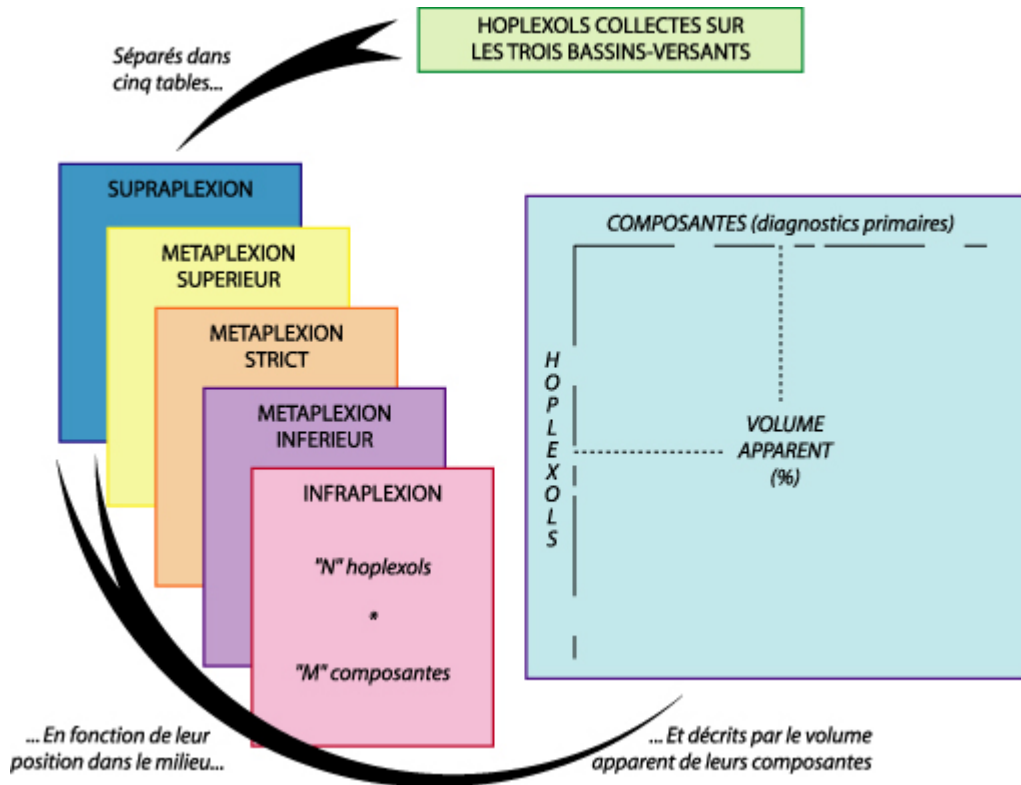 HOPLEXOLS COLLECTES SUR
LES TROIS BASSINS-VERSANTS
Séparés dans
cinq tables...
SUPRAPLEXION
METAPLEXION
SUPERIEUR
METAPLEXION
STRICT
METAPLEXION
INFERIEUR
INFRAPLEXION
"N" hoplexols
*
"M" composantes
COMPOSANTES (diagnostics primaires)
HOPLEXOLS
VOLUME
APPARENT
(%)
... En fonction de leur
position dans le milieu...
... Et décrits par le volume
apparent de leurs composantes